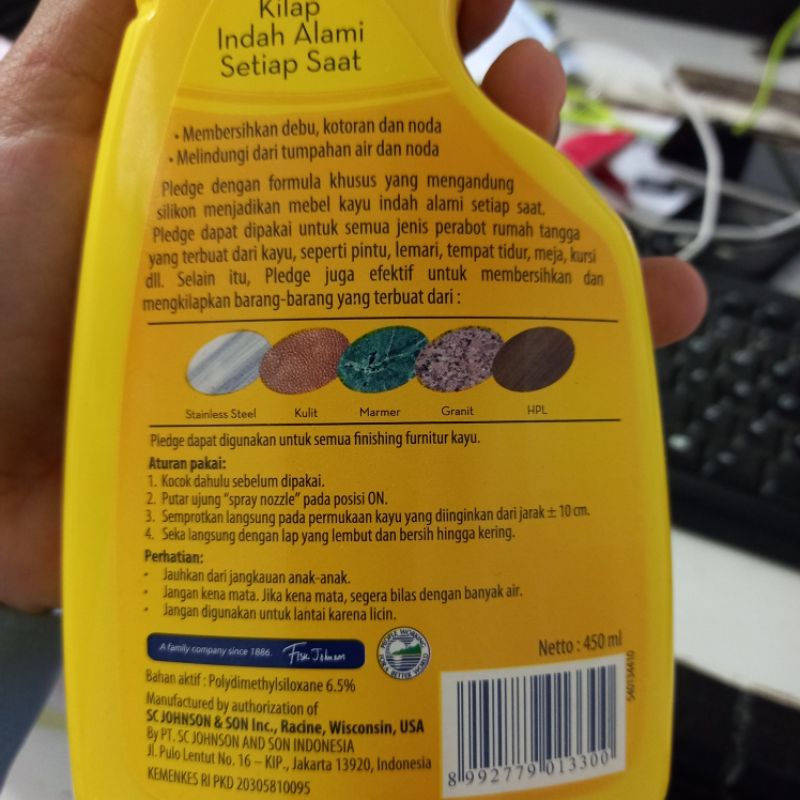 Kilap
Indah Alami
Setiap Saat
• Membersihkan debu, kotoran dan noda
• Melindungi dari tumpahan air dan noda
Pledge dengan formula khusus yang mengandung
silikon menjadikan mebel kayu indah alami setiap saat.
Pledge dapat dipakai untuk semua jenis perabot rumah tangga
yang terbuat dari kayu, seperti pintu, lemari, tempat tidur, meja, kursi
dll. Selain itu, Pledge juga efektif untuk membersihkan dan
mengkilapkan barang-barang yang terbuat dari :
Stainless Steel Kulit Marmer Granit HPL
Pledge dapat digunakan untuk semua finishing furnitur kayu.
Aturan pakai:
1. Kocok dahulu sebelum dipakai.
2. Putar ujung "spray nozzle" pada posisi ON.
3. Semprotkan langsung pada permukaan kayu yang diinginkan dari jarak ± 10 cm.
4. Seka langsung dengan lap yang lembut dan bersih hingga kering.
Perhatian:
• Jauhkan dari jangkauan anak-anak.
• Jangan kena mata. Jika kena mata, segera bilas dengan banyak air.
• Jangan digunakan untuk lantai karena licin.
A family company since 1886. Fisk Johnson
PEOPLE WORKING
FOR A BETTER WORLD
Netto : 450 ml
Bahan aktif : Polydimethylsiloxane 6.5%
Manufactured by authorization of
SC JOHNSON & SON Inc., Racine, Wisconsin, USA
By PT. SC JOHNSON AND SON INDONESIA
Jl. Pulo Lentut No. 16 – KIP., Jakarta 13920, Indonesia
KEMENKES RI PKD 20305810095
8 992779 013300